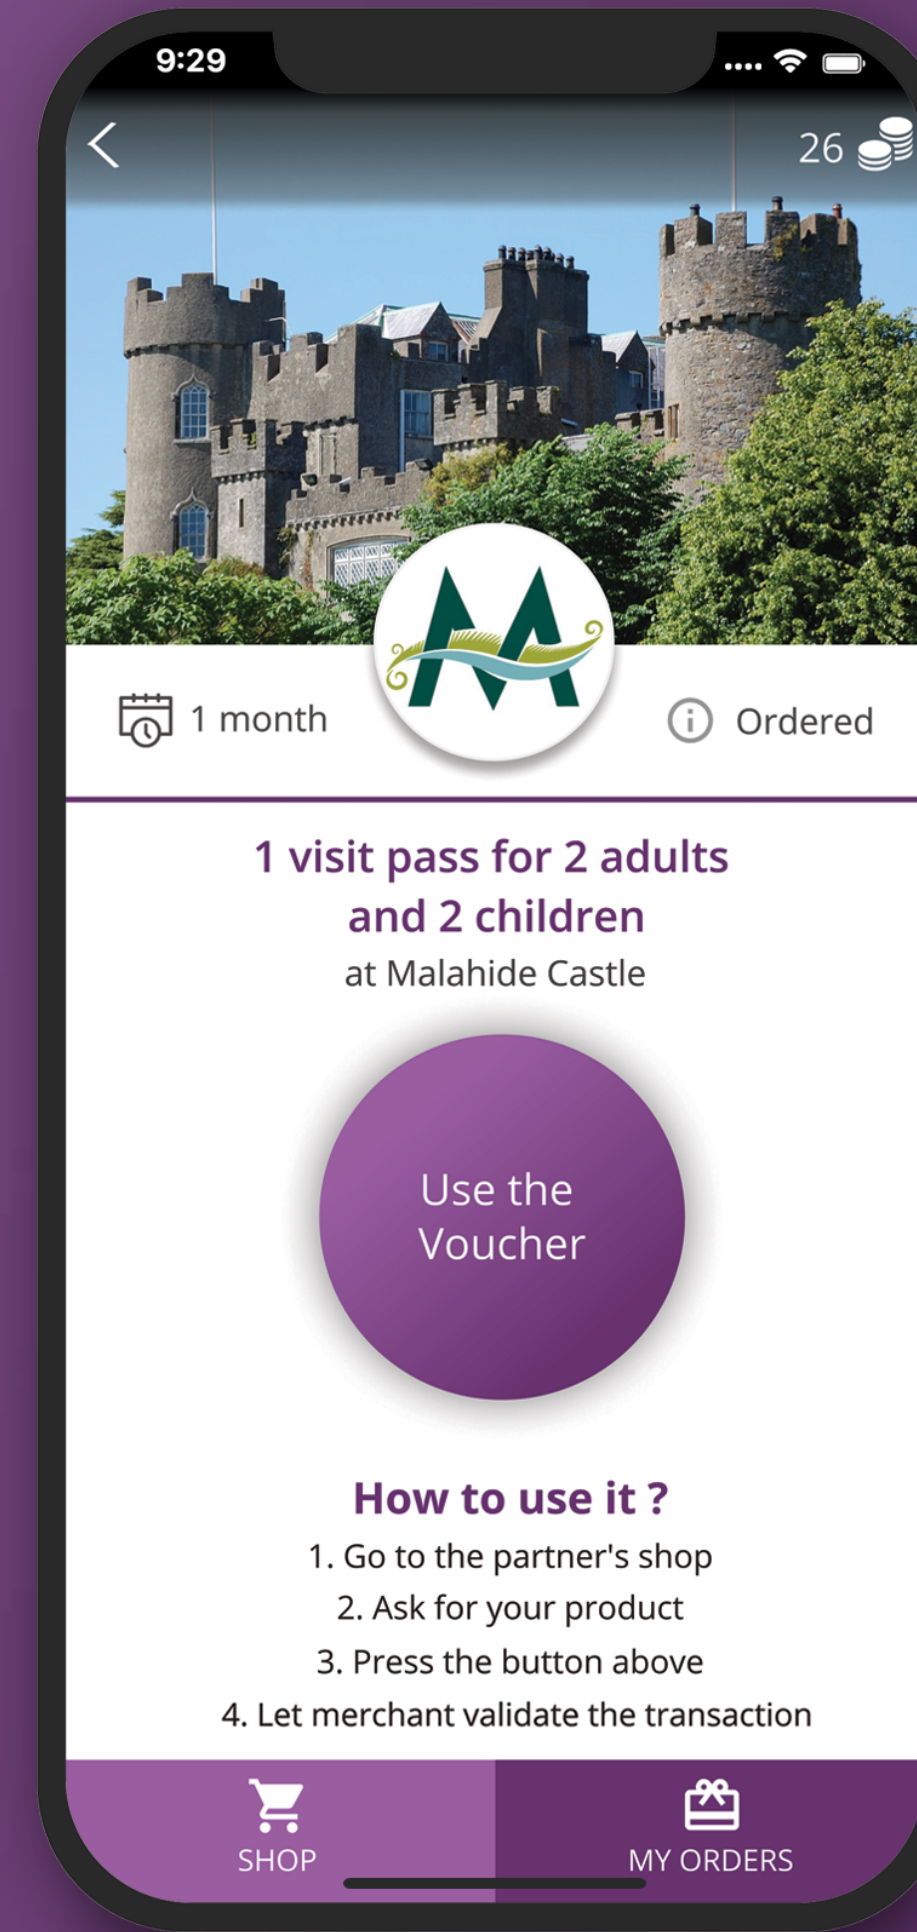 9:29
26
1 month
Ordered
1 visit pass for 2 adults
and 2 children
at Malahide Castle
Use the
Voucher
How to use it ?
1. Go to the partner's shop
2. Ask for your product
3. Press the button above
4. Let merchant validate the transaction
SHOP
MY ORDERS